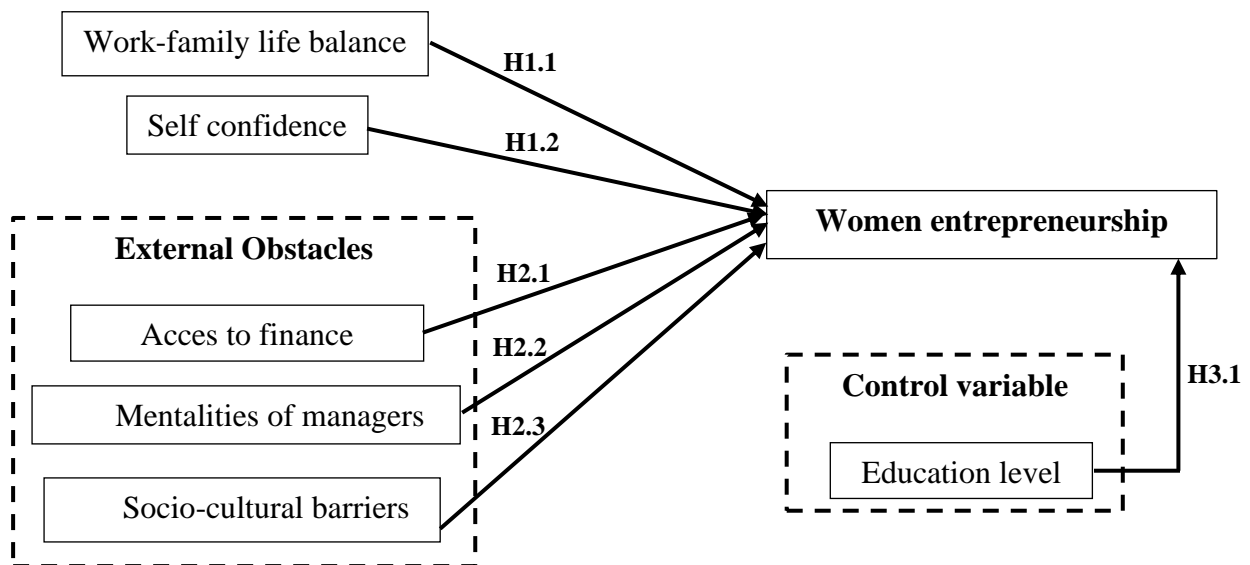 Work-family life balance
H1.1
Self confidence
H1.2
Women entrepreneurship
External Obstacles
H2.1
Acces to finance
H2.2
Control variable
H3.1
Mentalities of managers
H2.3
Education level
Socio-cultural barriers